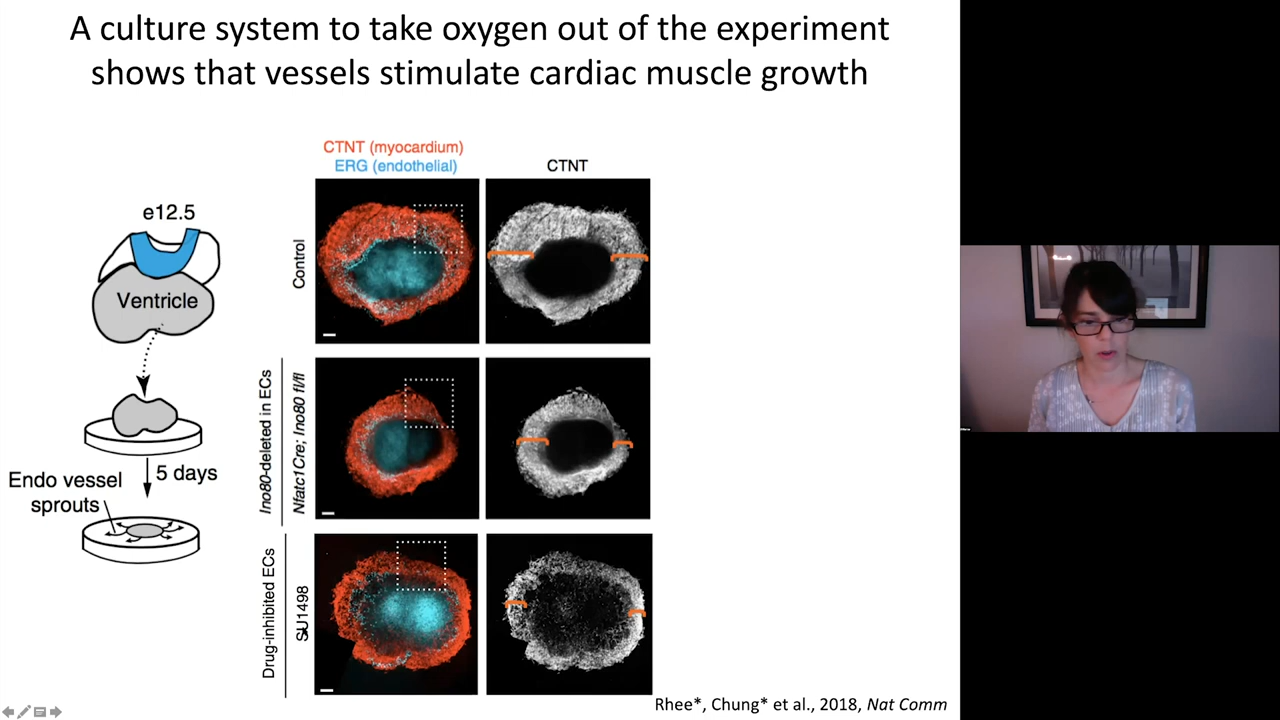 A culture system to take oxygen out of the experiment
shows that vessels stimulate cardiac muscle growth
CTNT (myocardium)
ERG (endothelial)
CTNT
e12.5
Ventricle
5 days
Endo vessel
sprouts
Control
Ino80-deleted in ECs
Nfatc1Cre; Ino80 fl/fl
Drug-inhibited ECs
SU1498
Rhee*, Chung* et al., 2018, Nat Comm